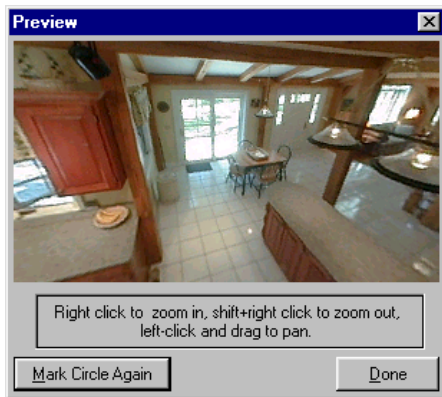 Preview
Right click to zoom in, shift+right click to zoom out,
left-click and drag to pan.
Mark Circle Again
Done